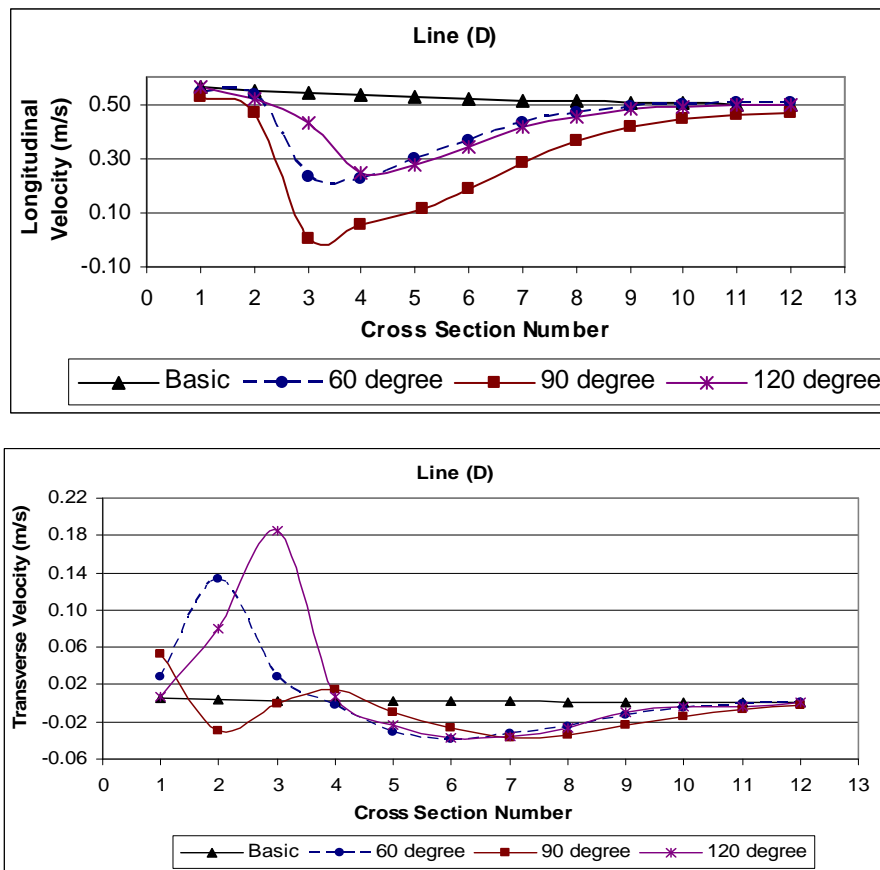 Line (D)
Longitudinal
Velocity (m/s)
0.50
0.30
0.10
-0.10
0 1 2 3 4 5 6 7 8 9 10 11 12 13
Cross Section Number
Basic 60 degree 90 degree 120 degree
Line (D)
Transverse Velocity (m/s)
0.22
0.18
0.14
0.10
0.06
0.02
-0.02
-0.06
0 1 2 3 4 5 6 7 8 9 10 11 12 13
Cross Section Number
Basic 60 degree 90 degree 120 degree